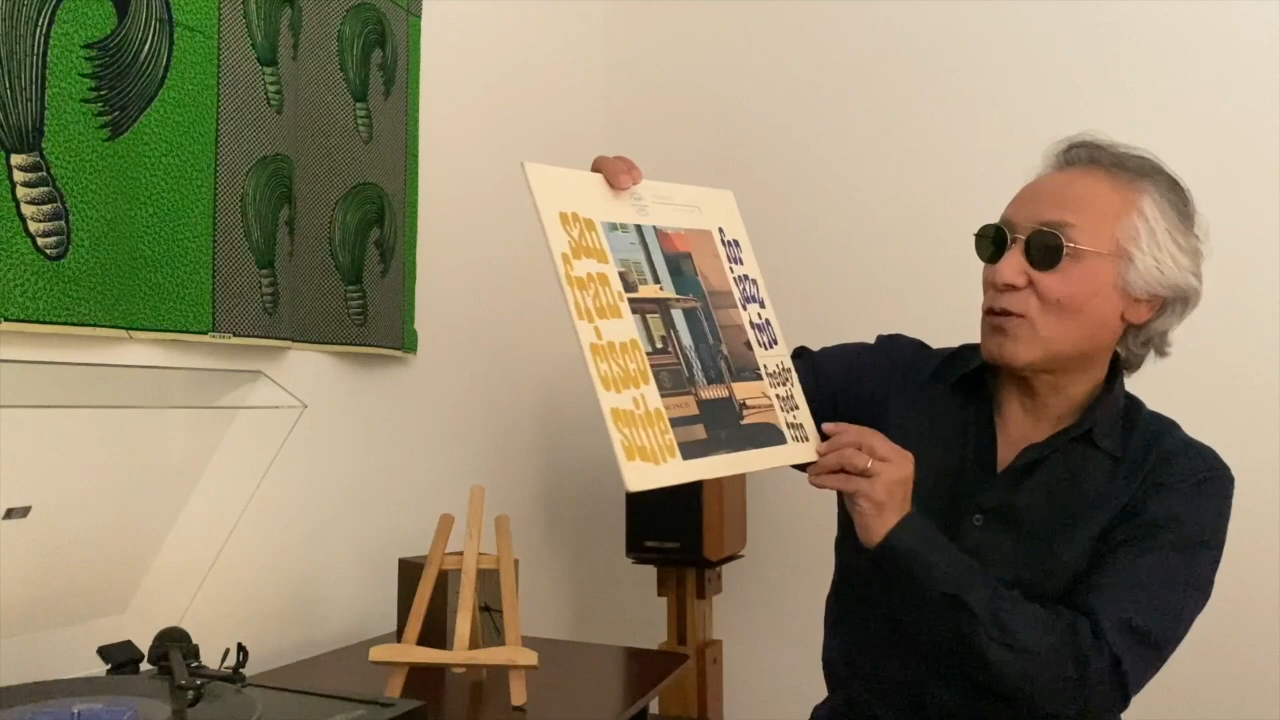 san
fran-
cisco
suite
for
jazz
trio
freddy
redd
trio